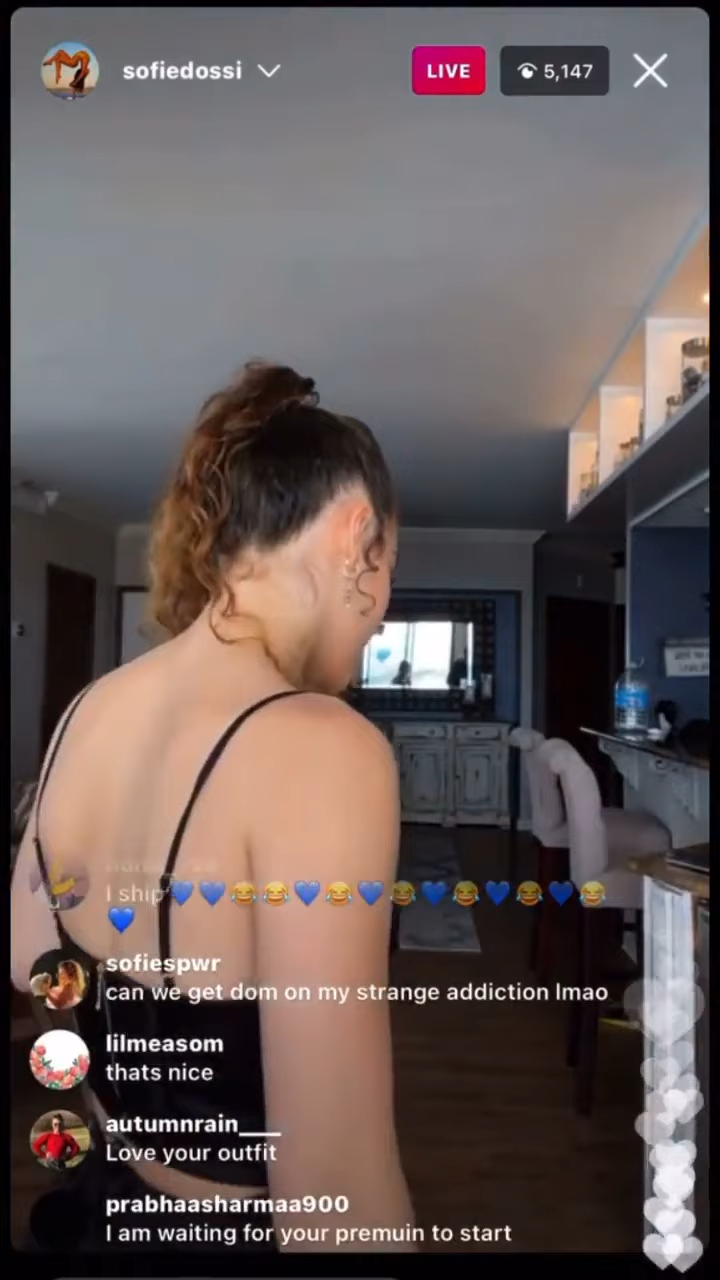 sofiedossi
LIVE
5,147
I ship💙💙😂😂💙😂💙😂💙😂💙😂💙😂
💙
sofiespwr
can we get dom on my strange addiction lmao
lilmeasom
thats nice
autumnrain___
Love your outfit
prabhaasharmaa900
I am waiting for your premuin to start